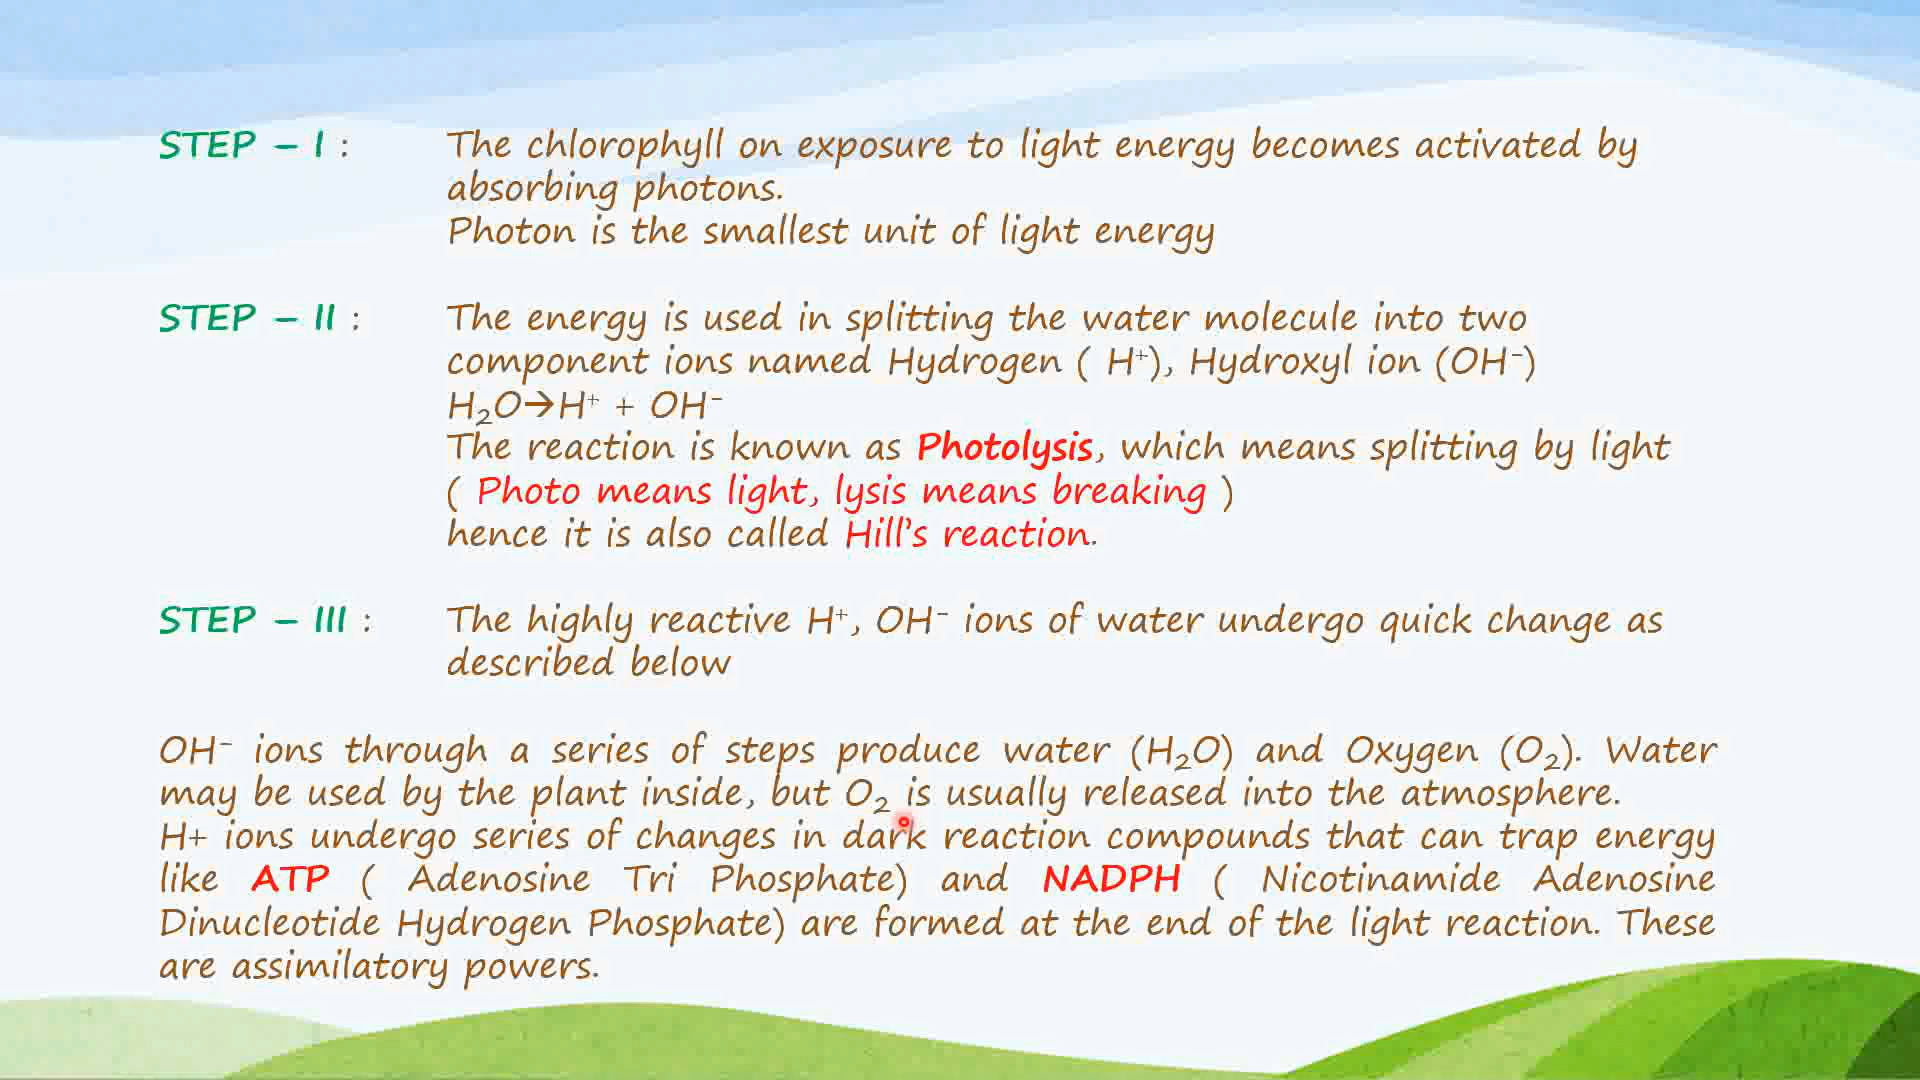 STEP – I : The chlorophyll on exposure to light energy becomes activated by
absorbing photons.
Photon is the smallest unit of light energy
STEP – II : The energy is used in splitting the water molecule into two
component ions named Hydrogen ( H⁺), Hydroxyl ion (OH⁻)
H₂O→H⁺ + OH⁻
The reaction is known as Photolysis, which means splitting by light
( Photo means light, lysis means breaking )
hence it is also called Hill's reaction.
STEP – III : The highly reactive H⁺, OH⁻ ions of water undergo quick change as
described below
OH⁻ ions through a series of steps produce water (H₂O) and Oxygen (O₂). Water
may be used by the plant inside, but O₂ is usually released into the atmosphere.
H+ ions undergo series of changes in dark reaction compounds that can trap energy
like ATP ( Adenosine Tri Phosphate) and NADPH ( Nicotinamide Adenosine
Dinucleotide Hydrogen Phosphate) are formed at the end of the light reaction. These
are assimilatory powers.